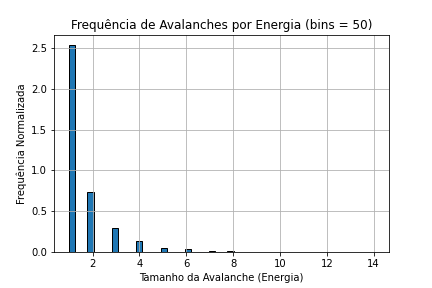 Frequência de Avalanches por Energia (bins = 50)
Frequência Normalizada
2.5
2.0
1.5
1.0
0.5
0.0
2 4 6 8 10 12 14
Tamanho da Avalanche (Energia)